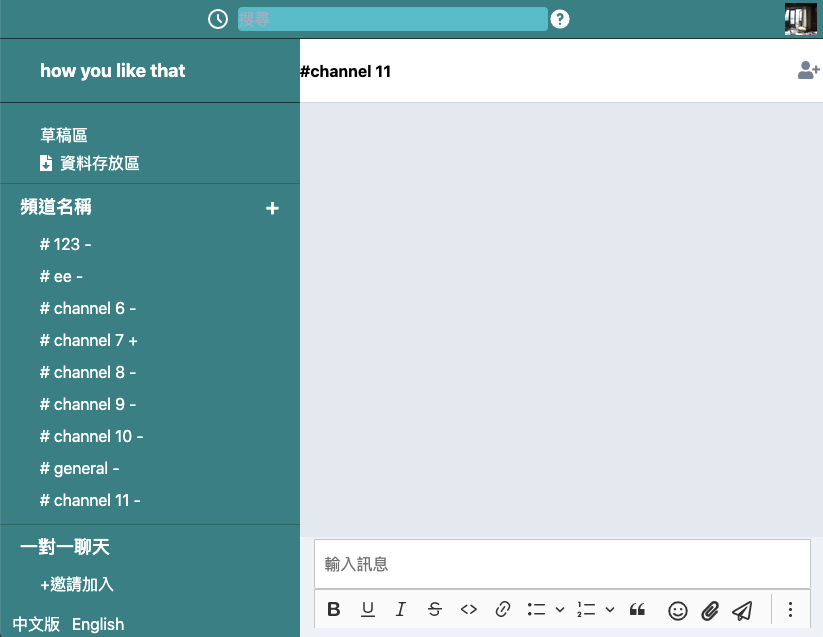 搜尋
how you like that
#channel 11
草稿區
資料存放區
頻道名稱 +
# 123 -
# ee -
# channel 6 -
# channel 7 +
# channel 8 -
# channel 9 -
# channel 10 -
# general -
# channel 11 -
一對一聊天
+邀請加入
中文版 English
輸入訊息
B U I S <>